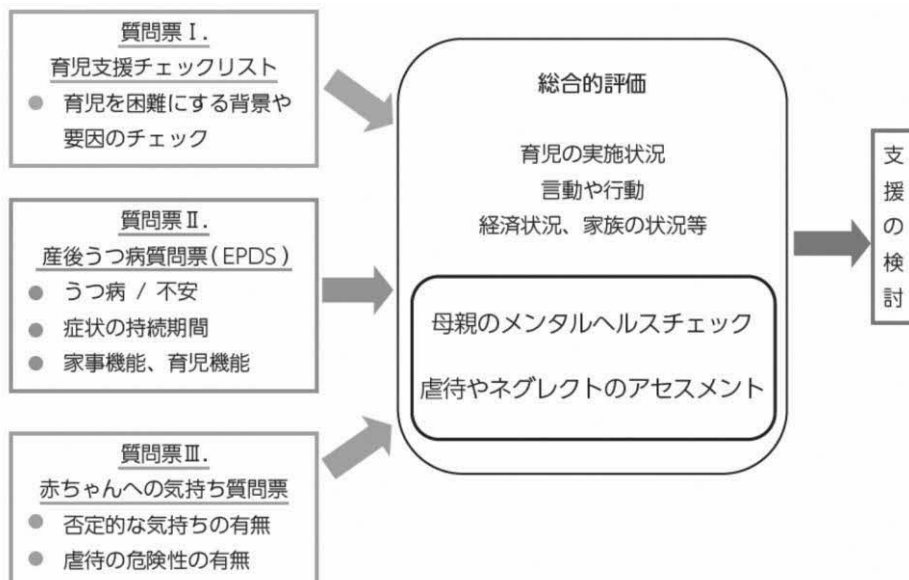 質問票Ⅰ.
育児支援チェックリスト
● 育児を困難にする背景や
要因のチェック
質問票Ⅱ.
産後うつ病質問票(EPDS)
● うつ病 / 不安
● 症状の持続期間
● 家事機能、育児機能
質問票Ⅲ.
赤ちゃんへの気持ち質問票
● 否定的な気持ちの有無
● 虐待の危険性の有無
総合的評価
育児の実施状況
言動や行動
経済状況、家族の状況等
母親のメンタルヘルスチェック
虐待やネグレクトのアセスメント
支援の検討